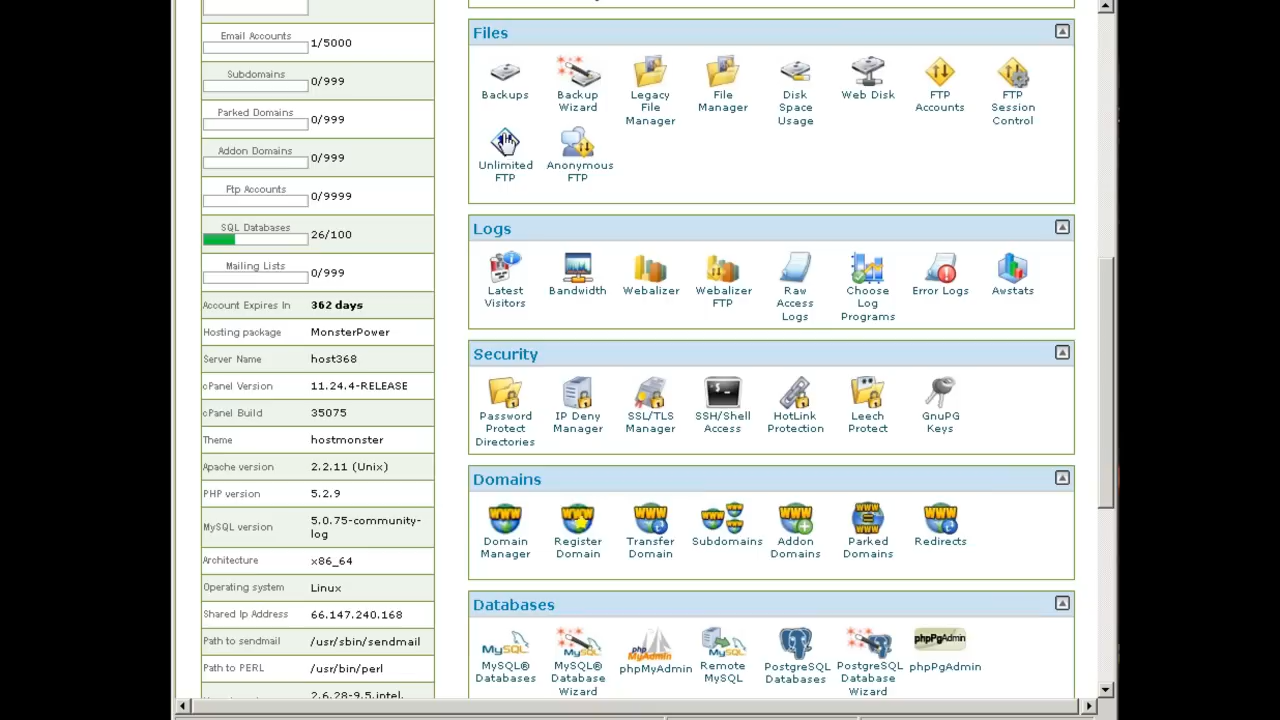 Email Accounts 1/5000
Subdomains 0/999
Parked Domains 0/999
Addon Domains 0/999
Ftp Accounts 0/9999
SQL Databases 26/100
Mailing Lists 0/999
Account Expires In 362 days
Hosting package MonsterPower
Server Name host368
cPanel Version 11.24.4-RELEASE
cPanel Build 35075
Theme hostmonster
Apache version 2.2.11 (Unix)
PHP version 5.2.9
MySQL version 5.0.75-community-
log
Architecture x86_64
Operating system Linux
Shared Ip Address 66.147.240.168
Path to sendmail /usr/sbin/sendmail
Path to PERL /usr/bin/perl
2.6.28-9.5.intel.
Files
Backups
Backup
Wizard
Legacy
File
Manager
File
Manager
Disk
Space
Usage
Web Disk
FTP
Accounts
FTP
Session
Control
Unlimited
FTP
Anonymous
FTP
Logs
Latest
Visitors
Bandwidth
Webalizer
Webalizer
FTP
Raw
Access
Logs
Choose
Log
Programs
Error Logs
Awstats
Security
Password
Protect
Directories
IP Deny
Manager
SSL/TLS
Manager
SSH/Shell
Access
HotLink
Protection
Leech
Protect
GnuPG
Keys
Domains
Domain
Manager
Register
Domain
Transfer
Domain
Subdomains
Addon
Domains
Parked
Domains
Redirects
Databases
MySQL®
Databases
MySQL®
Database
Wizard
phpMyAdmin
Remote
MySQL
PostgreSQL
Databases
PostgreSQL
Database
Wizard
phpPgAdmin
phpPgAdmin